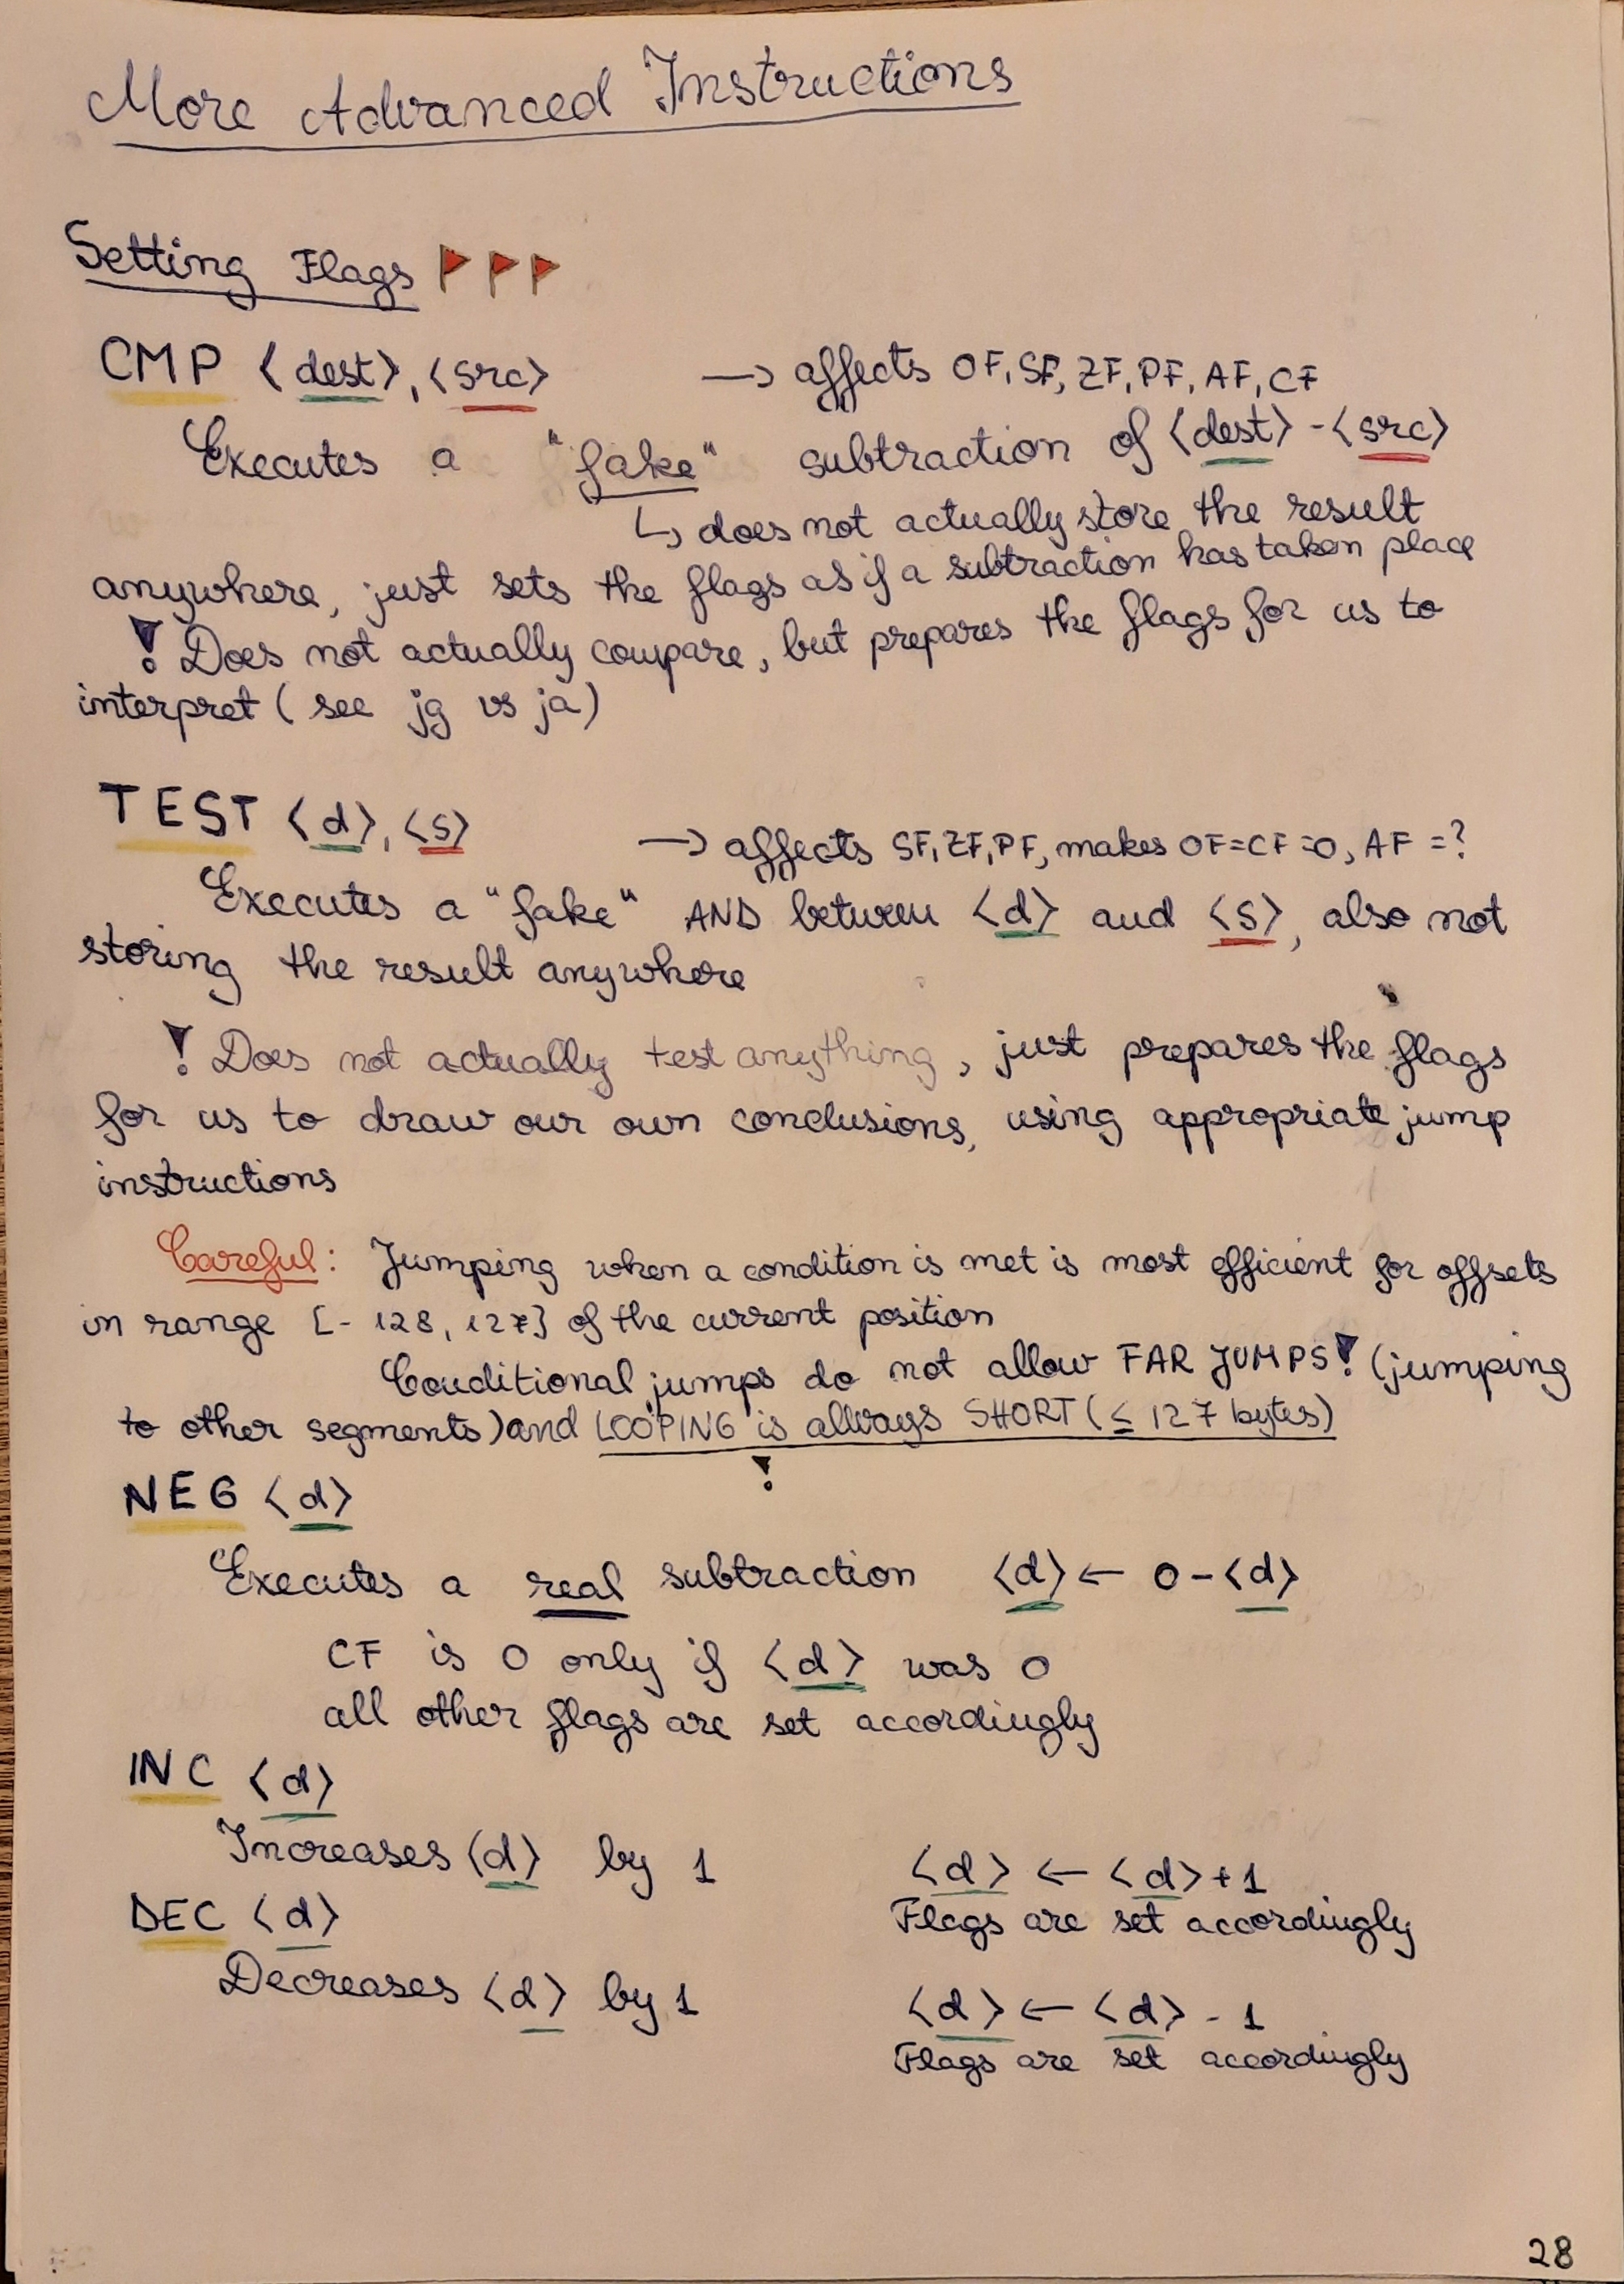 More Advanced Instructions
Setting Flags
CMP <dest>, <src> → affects OF, SF, ZF, PF, AF, CF
Executes a "fake" subtraction of <dest> - <src>
↳ does not actually store the result
anywhere, just sets the flags as if a subtraction has taken place
! Does not actually compare, but prepares the flags for us to
interpret ( see jg vs ja)
TEST <d>, <s> → affects SF, ZF, PF, makes OF=CF=0, AF =?
Executes a "fake" AND between <d> and <s>, also not
storing the result anywhere
! Does not actually test anything, just prepares the flags
for us to draw our own conclusions, using appropriate jump
instructions
Careful: Jumping when a condition is met is most efficient for offsets
in range [- 128, 127] of the current position
Conditional jumps do not allow FAR JUMPS! (jumping
to other segments) and LOOPING is allways SHORT (≤ 127 bytes)
!
NEG <d>
Executes a real subtraction <d> ← 0 - <d>
CF is 0 only if <d> was 0
all other flags are set accordingly
INC <d>
Increases <d> by 1 <d> ← <d> + 1
Flags are set accordingly
DEC <d>
Decreases <d> by 1 <d> ← <d> - 1
Flags are set accordingly
28